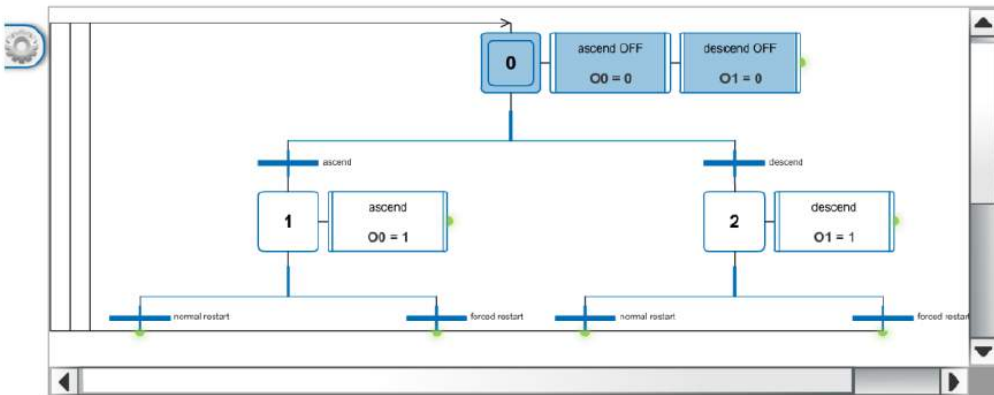 0
ascend OFF
O0 = 0
descend OFF
O1 = 0
ascend
descend
1
ascend
O0 = 1
2
descend
O1 = 1
normal restart
forced restart
normal restart
forced restart